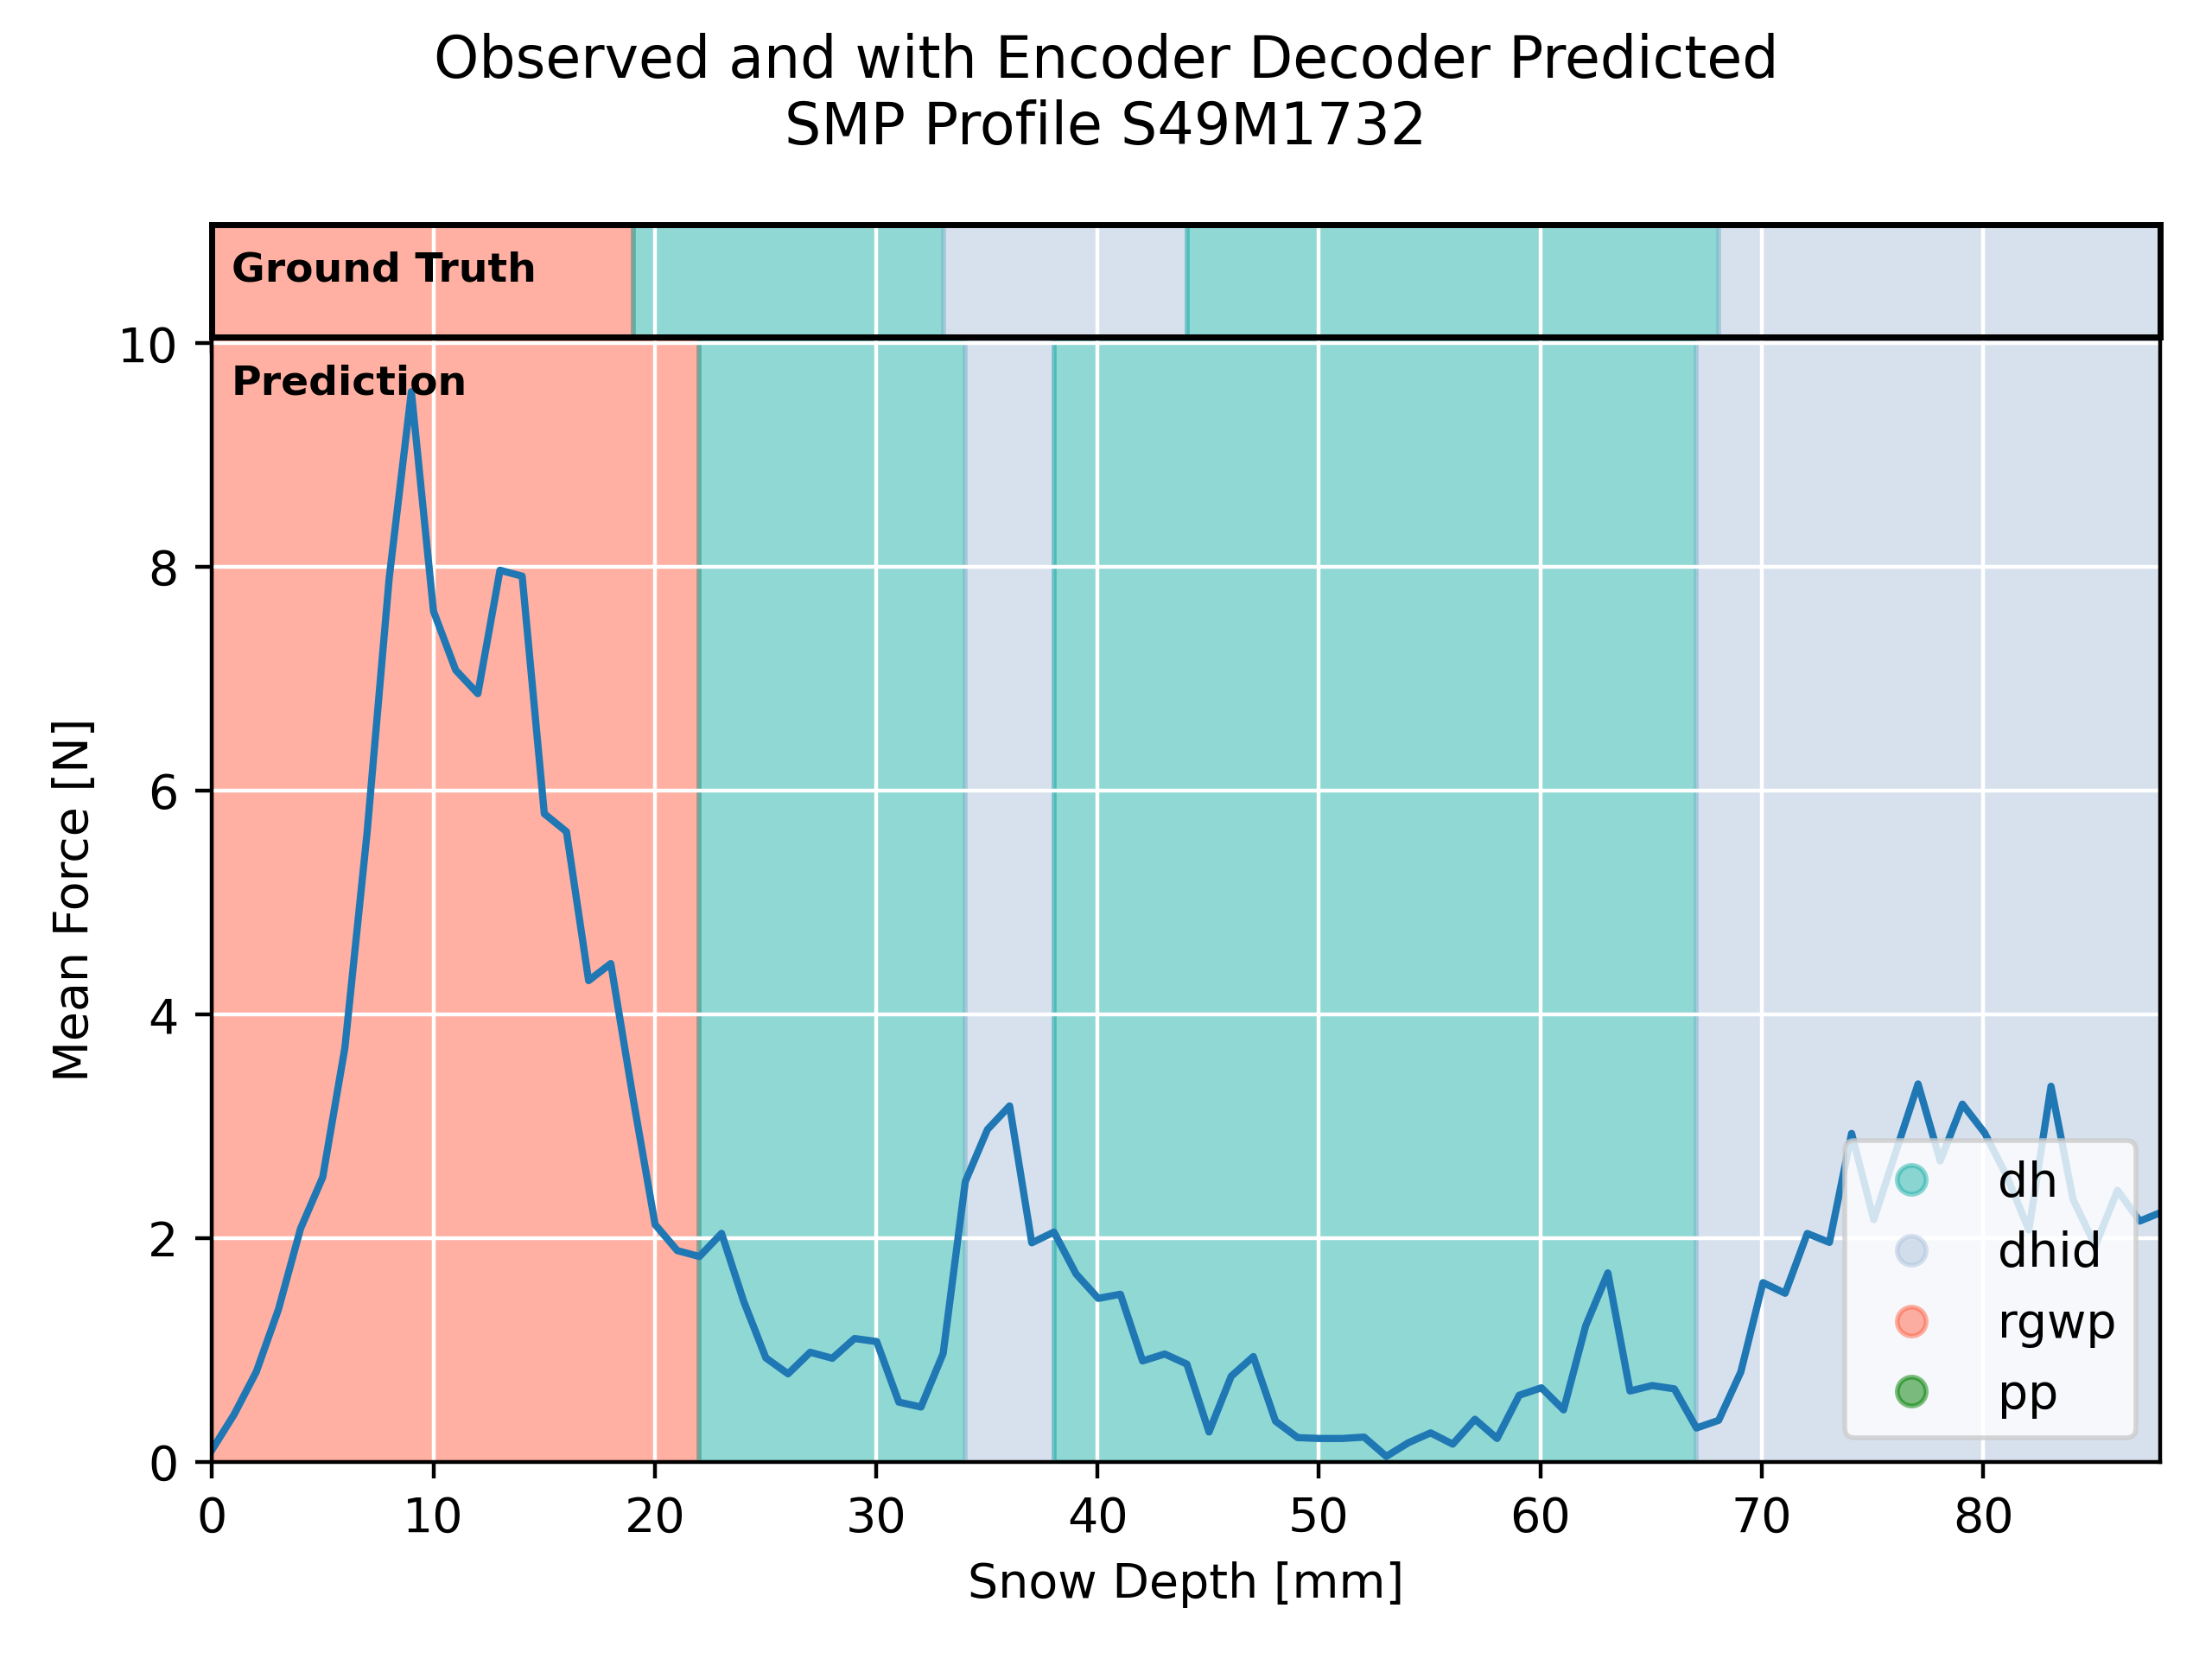 Observed and with Encoder Decoder Predicted
SMP Profile S49M1732
Ground Truth
Prediction
10
8
6
4
2
0
Mean Force [N]
0 10 20 30 40 50 60 70 80
Snow Depth [mm]
dh
dhid
rgwp
pp